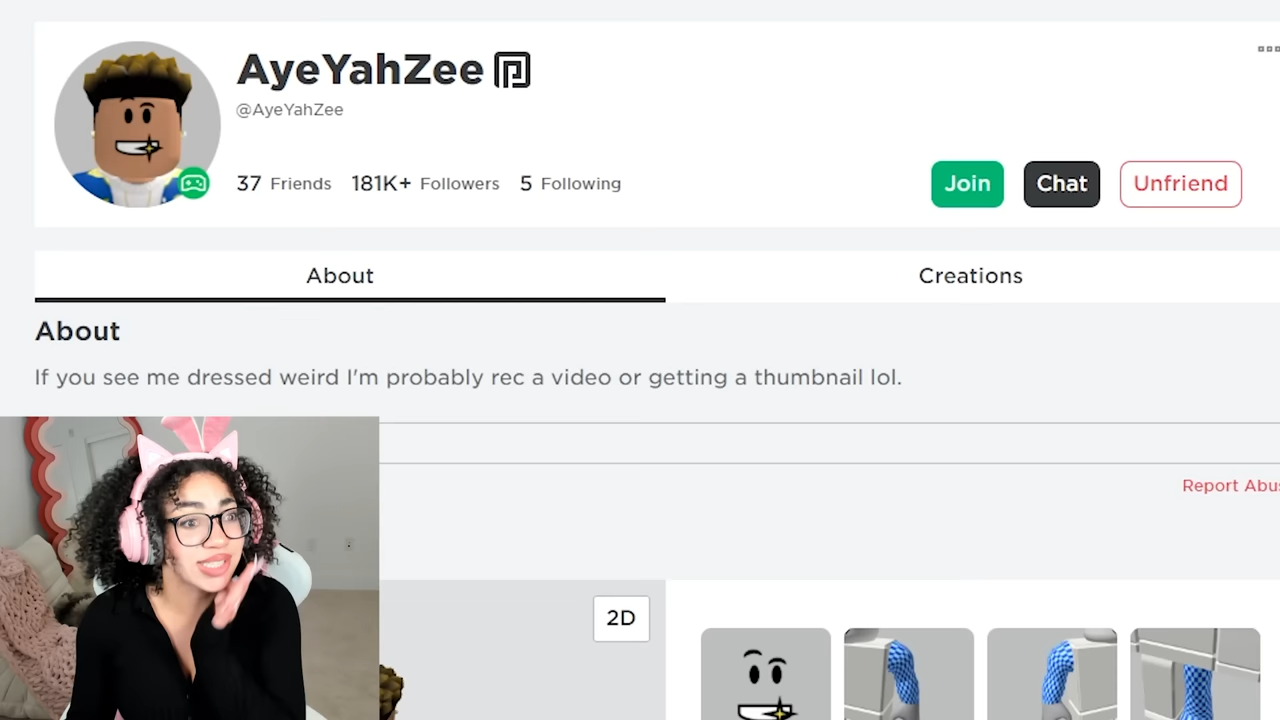 AyeYahZee
@AyeYahZee
37 Friends 181K+ Followers 5 Following
Join Chat Unfriend
About Creations
About
If you see me dressed weird I'm probably rec a video or getting a thumbnail lol.
Report Abus
2D